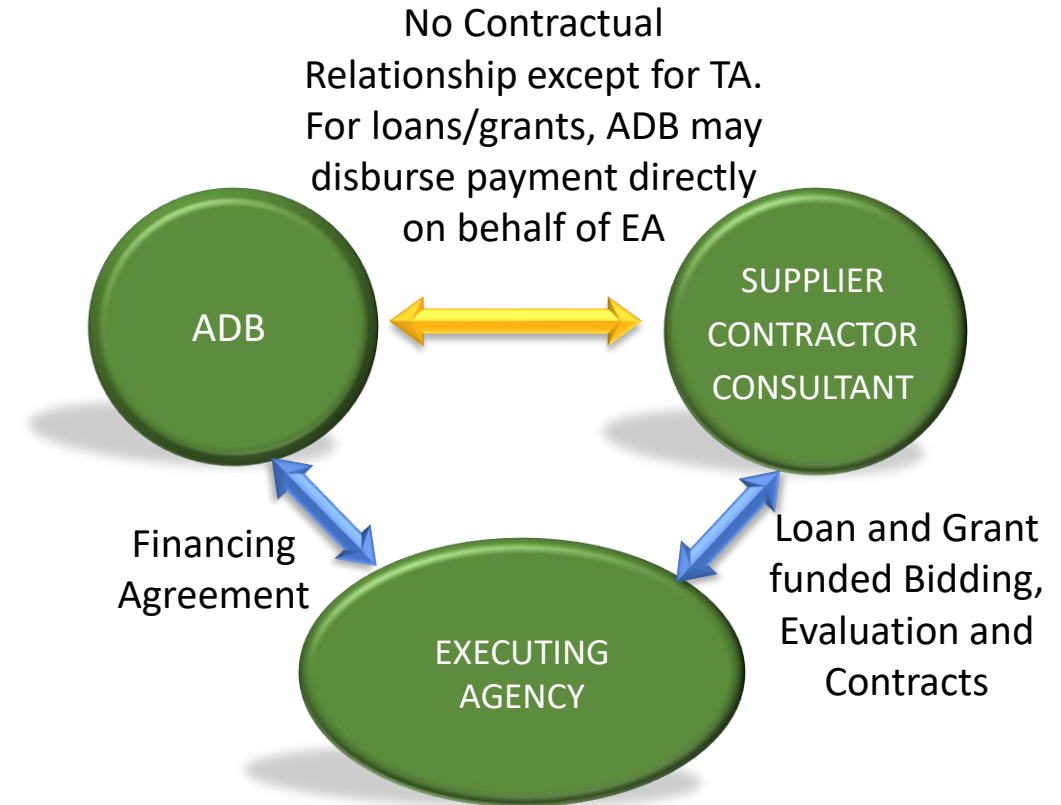 No Contractual
Relationship except for TA.
For loans/grants, ADB may
disburse payment directly
on behalf of EA
ADB
SUPPLIER
CONTRACTOR
CONSULTANT
Financing
Agreement
Loan and Grant
funded Bidding,
Evaluation and
Contracts
EXECUTING
AGENCY